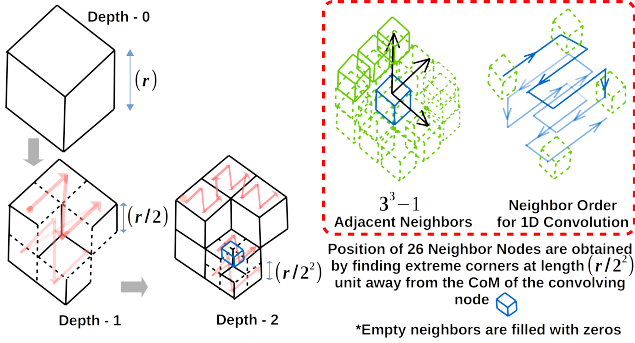 Depth - 0
(r)
(r/2)
Depth - 1
(r/2²)
Depth - 2
3³−1
Adjacent Neighbors
Neighbor Order
for 1D Convolution
Position of 26 Neighbor Nodes are obtained
by finding extreme corners at length (r/2²)
unit away from the CoM of the convolving
node
*Empty neighbors are filled with zeros